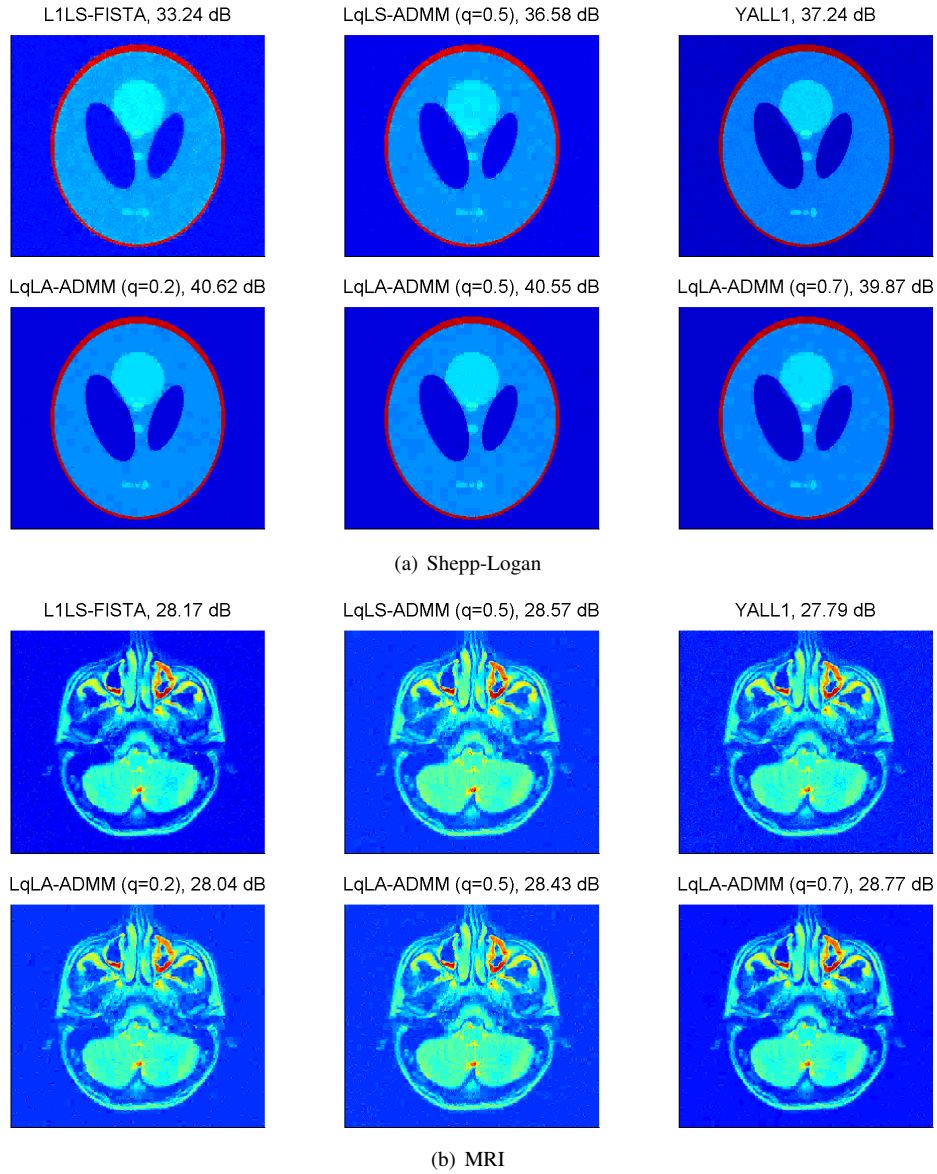 L1LS-FISTA, 33.24 dB
LqLS-ADMM (q=0.5), 36.58 dB
YALL1, 37.24 dB
LqLA-ADMM (q=0.2), 40.62 dB
LqLA-ADMM (q=0.5), 40.55 dB
LqLA-ADMM (q=0.7), 39.87 dB
(a) Shepp-Logan
L1LS-FISTA, 28.17 dB
LqLS-ADMM (q=0.5), 28.57 dB
YALL1, 27.79 dB
LqLA-ADMM (q=0.2), 28.04 dB
LqLA-ADMM (q=0.5), 28.43 dB
LqLA-ADMM (q=0.7), 28.77 dB
(b) MRI